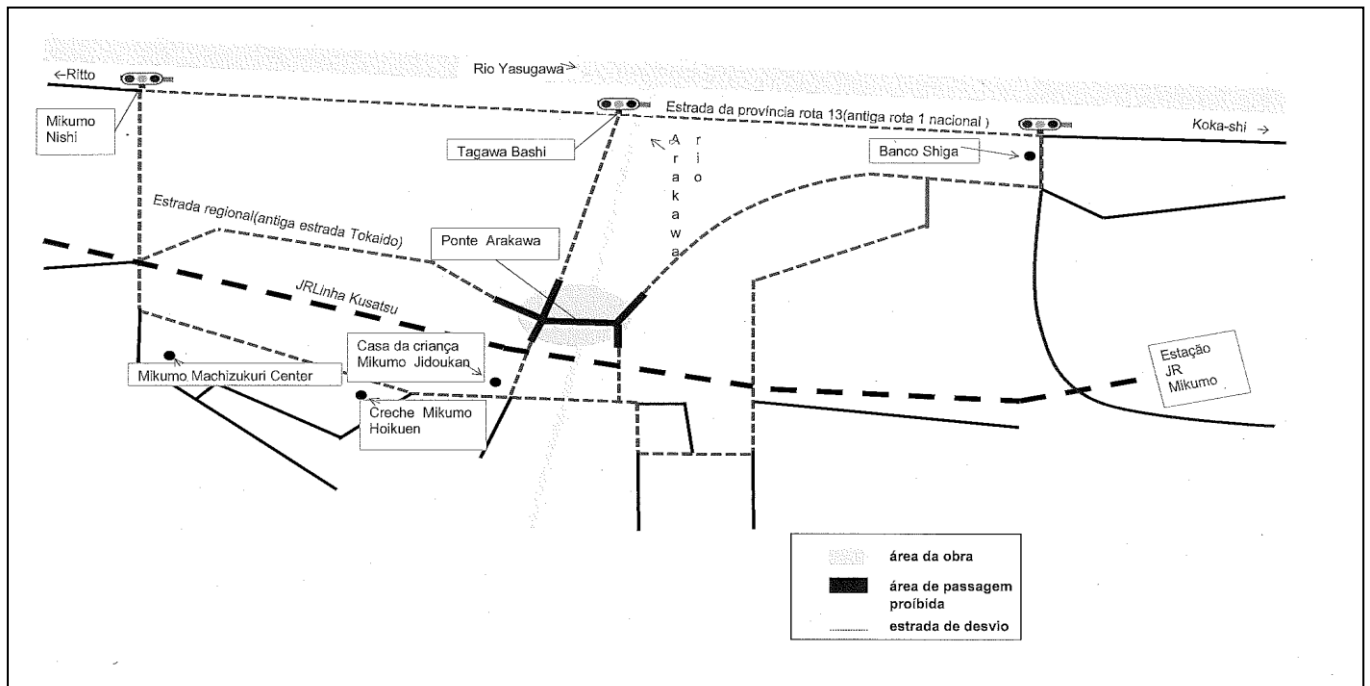 Rio Yasugawa
←Ritto
Mikumo
Nishi
Tagawa Bashi
Estrada da província rota 13(antiga rota 1 nacional )
Koka-shi
Banco Shiga
rio
Arakawa
Estrada regional(antiga estrada Tokaido)
Ponte Arakawa
JRLinha Kusatsu
Casa da criança
Mikumo Jidoukan
Mikumo Machizukuri Center
Creche Mikumo
Hoikuen
Estação
JR
Mikumo
área da obra
área de passagem
proíbida
estrada de desvio